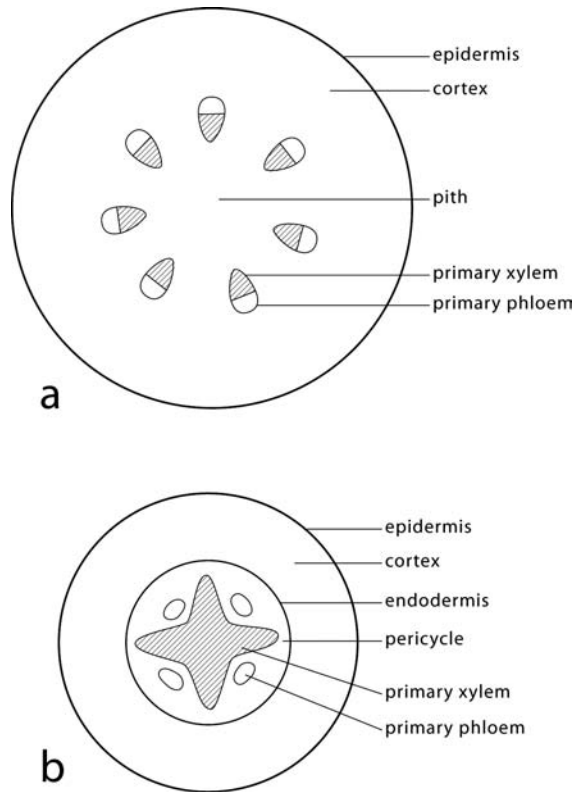 epidermis
cortex
pith
primary xylem
primary phloem
a
epidermis
cortex
endodermis
pericycle
primary xylem
primary phloem
b